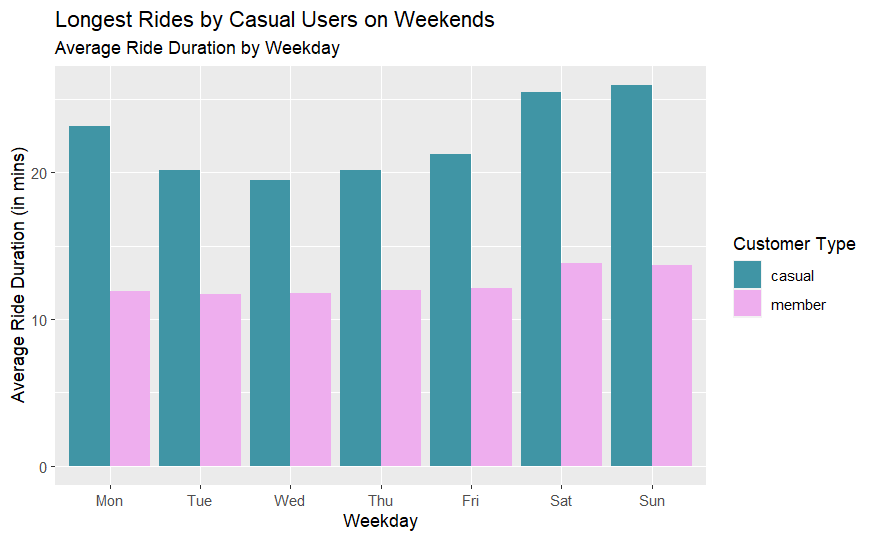 Longest Rides by Casual Users on Weekends
Average Ride Duration by Weekday
Average Ride Duration (in mins)
20
10
0
Mon Tue Wed Thu Fri Sat Sun
Weekday
Customer Type
casual
member